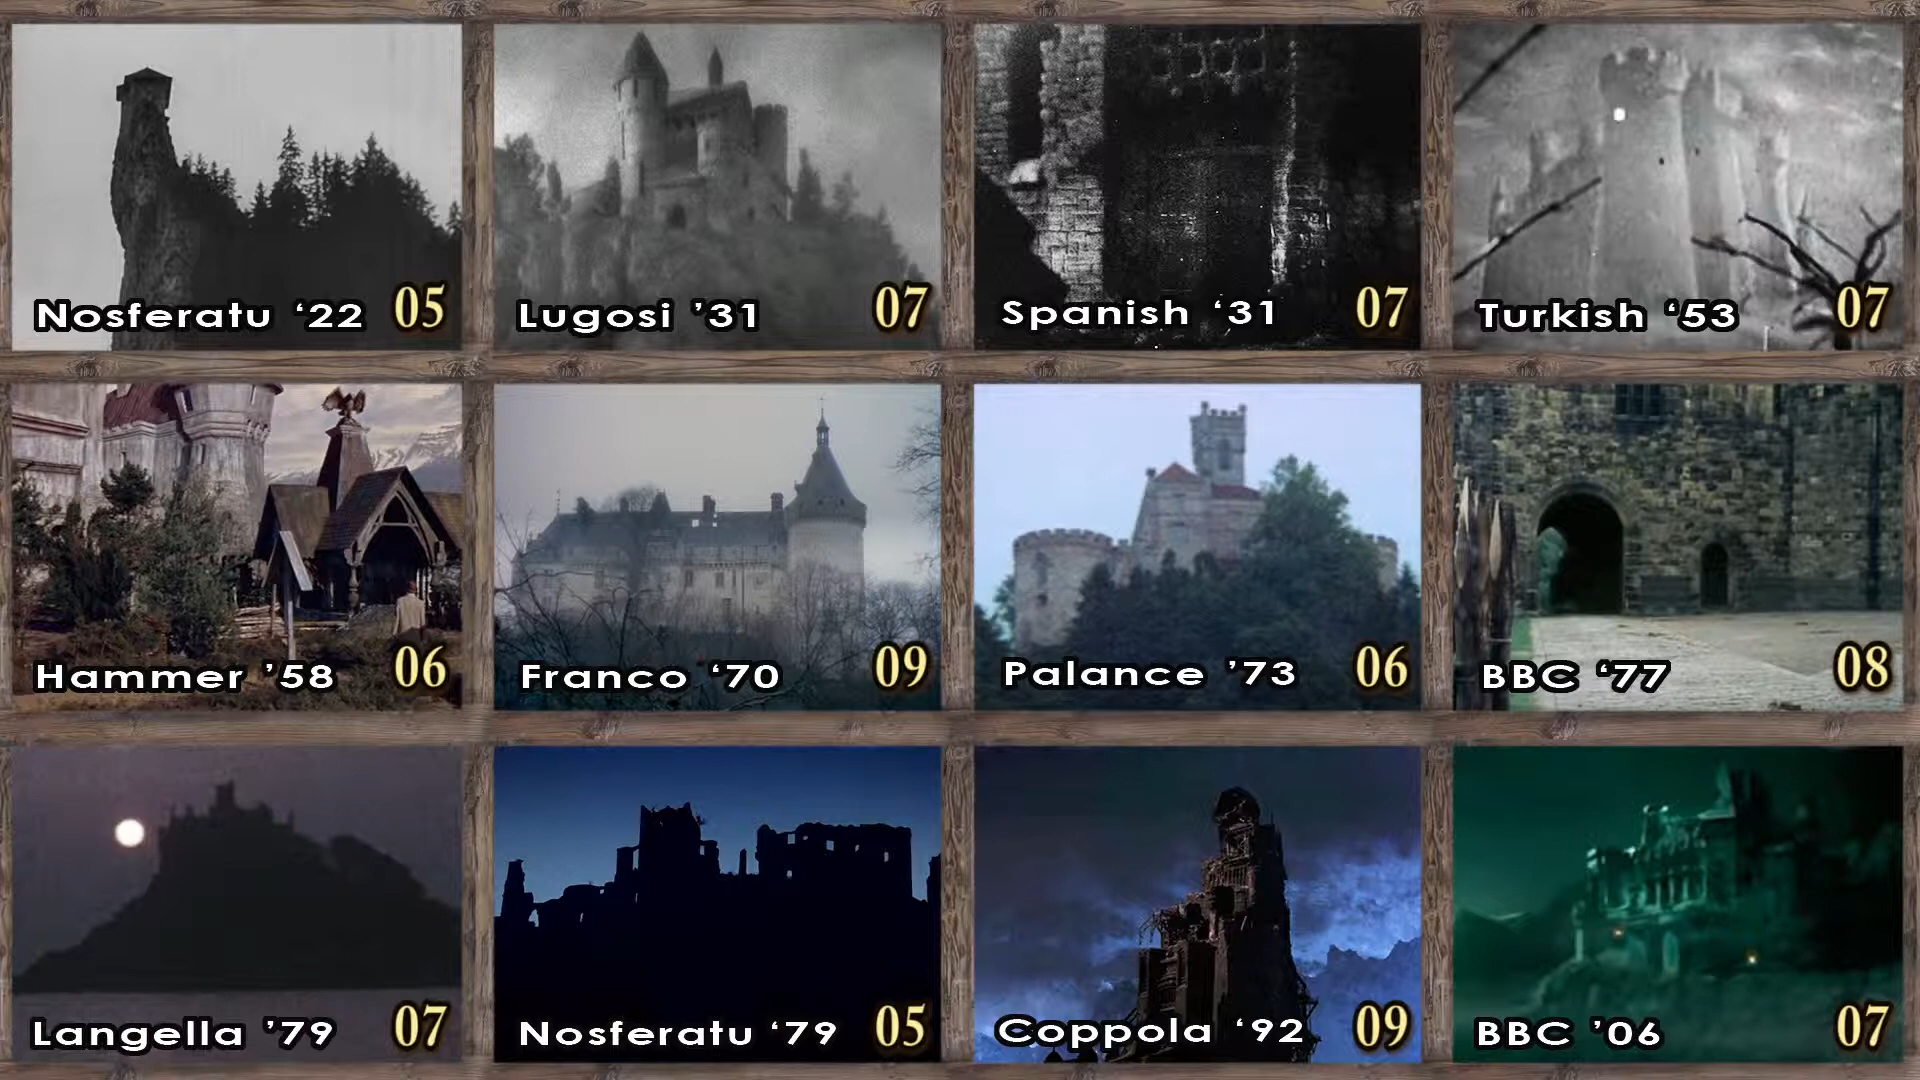 Nosferatu ‘22 05
Lugosi ’31 07
Spanish ‘31 07
Turkish ‘53 07
Hammer ’58 06
Franco ‘70 09
Palance ’73 06
BBC ‘77 08
Langella ’79 07
Nosferatu ‘79 05
Coppola ‘92 09
BBC ’06 07